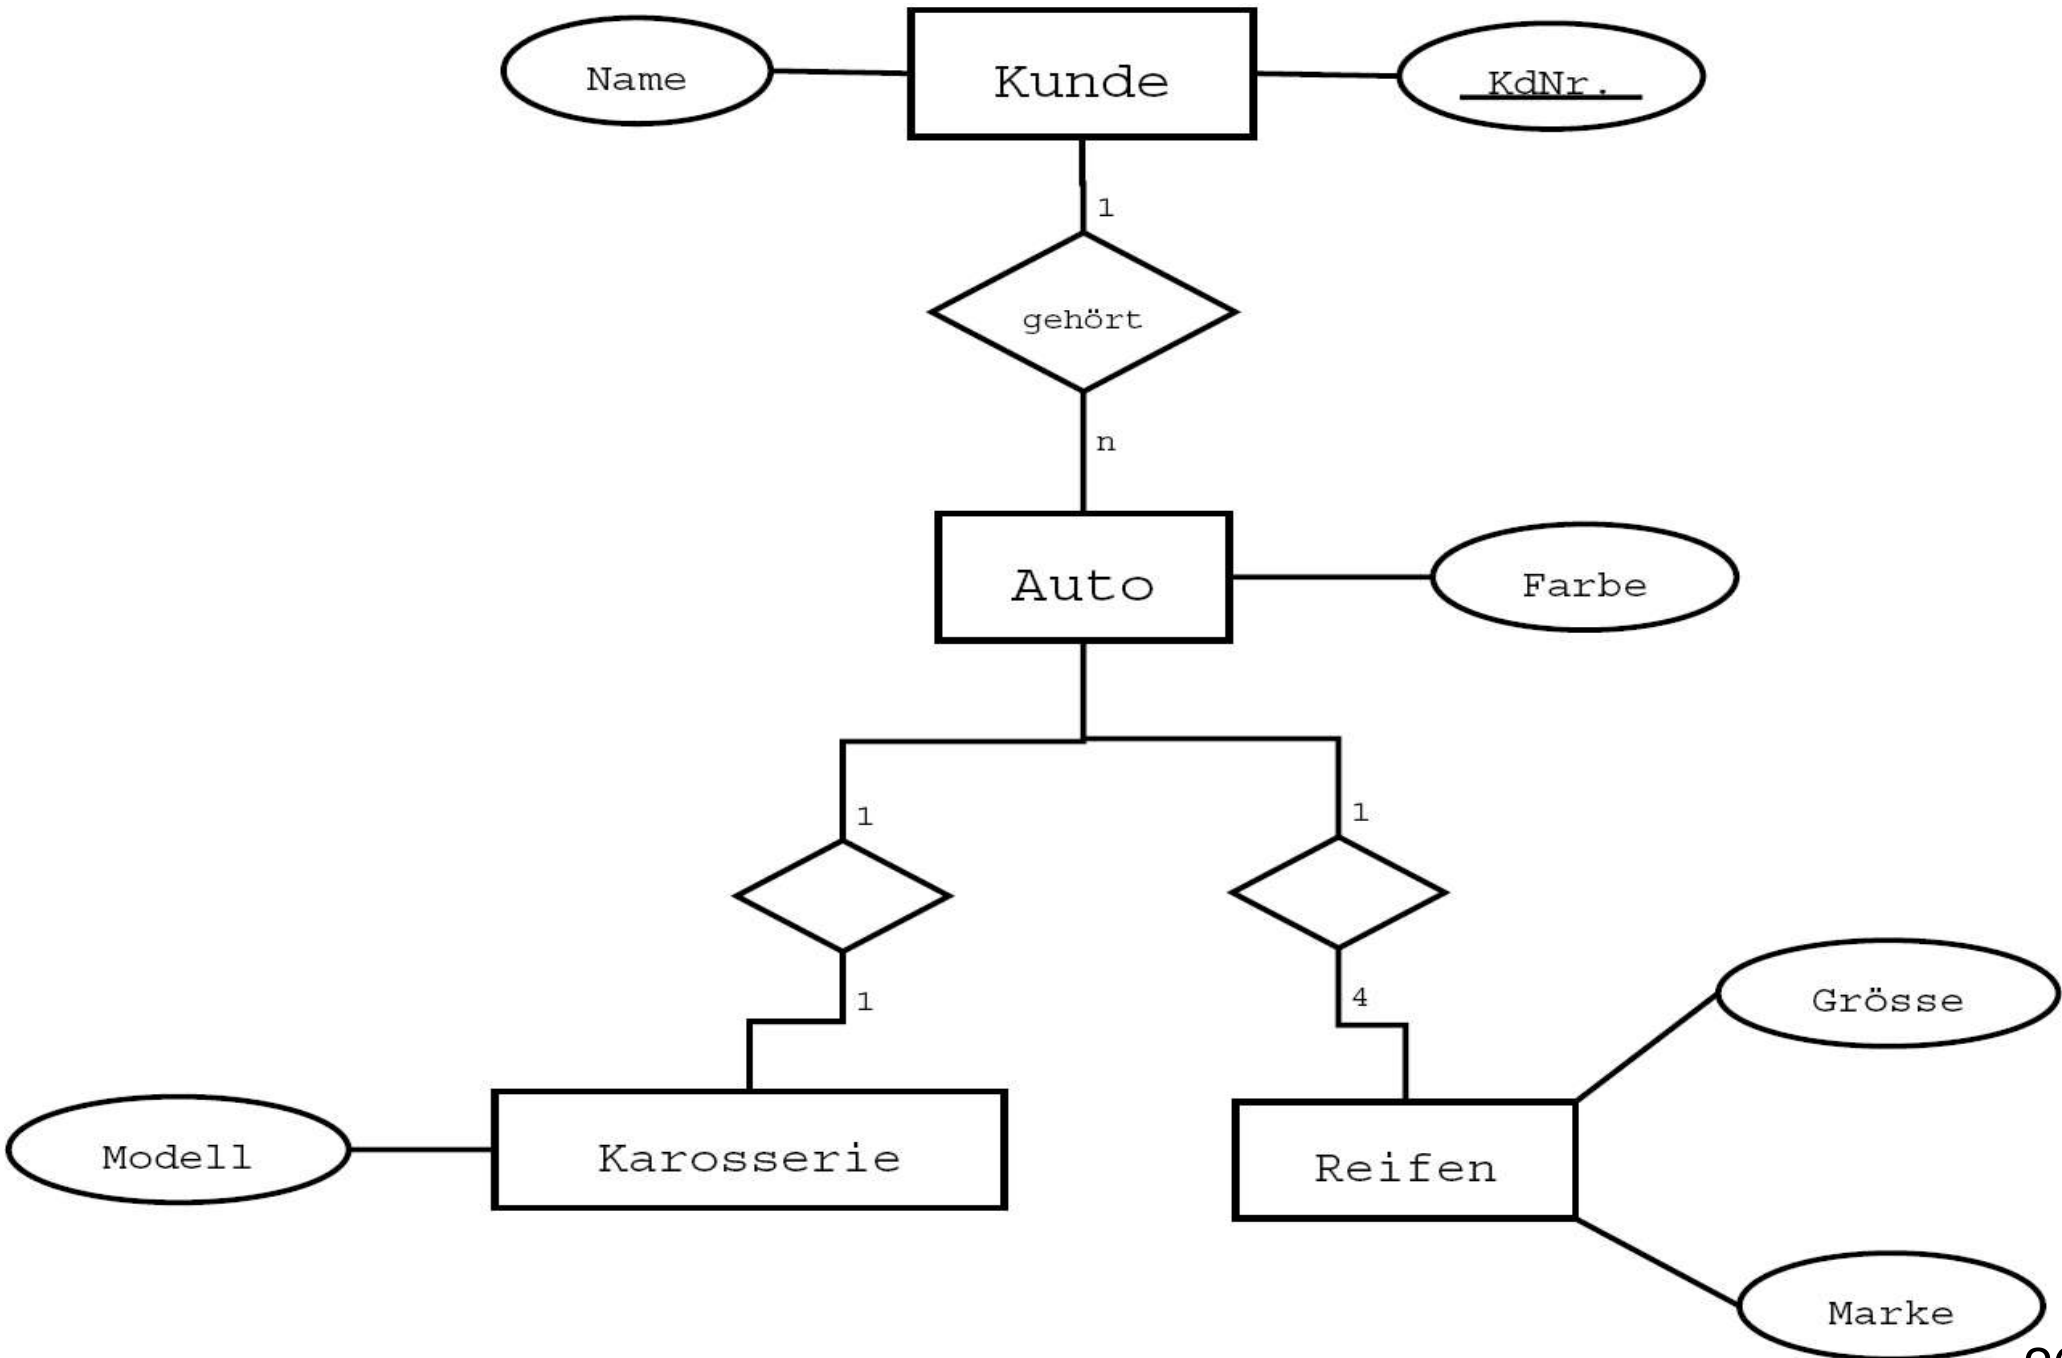 Name
Kunde
KdNr.
1
gehört
n
Auto
Farbe
1
1
1
4
Grösse
Modell
Karosserie
Reifen
Marke